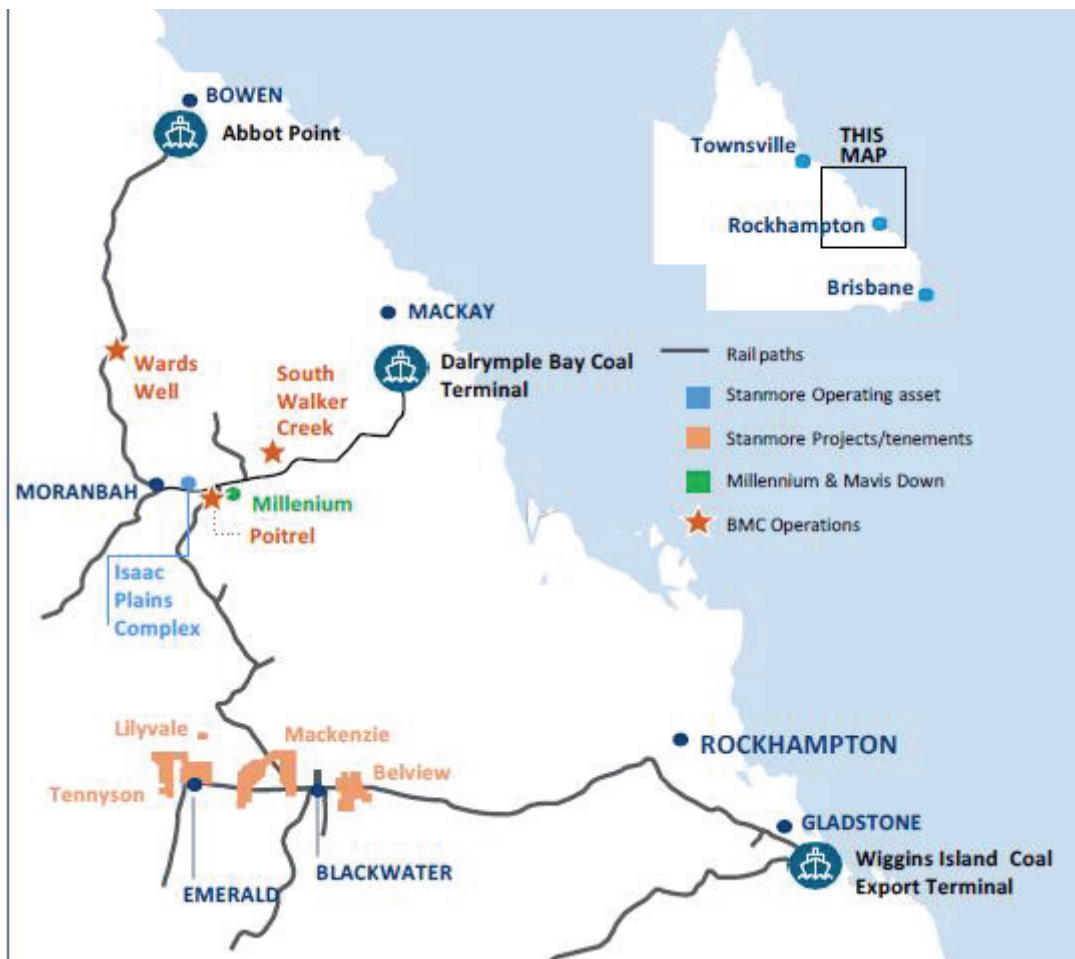 BOWEN
Abbot Point
Townsville
THIS
MAP
Rockhampton
Brisbane
MACKAY
Dalrymple Bay Coal
Terminal
Wards
Well
South
Walker
Creek
MORANBAH
Millenium
Poitrel
Isaac
Plains
Complex
Rail paths
Stanmore Operating asset
Stanmore Projects/tenements
Millennium & Mavis Down
BMC Operations
Lilyvale
Mackenzie
Tennyson
Belview
ROCKHAMPTON
GLADSTONE
EMERALD
BLACKWATER
Wiggins Island Coal
Export Terminal